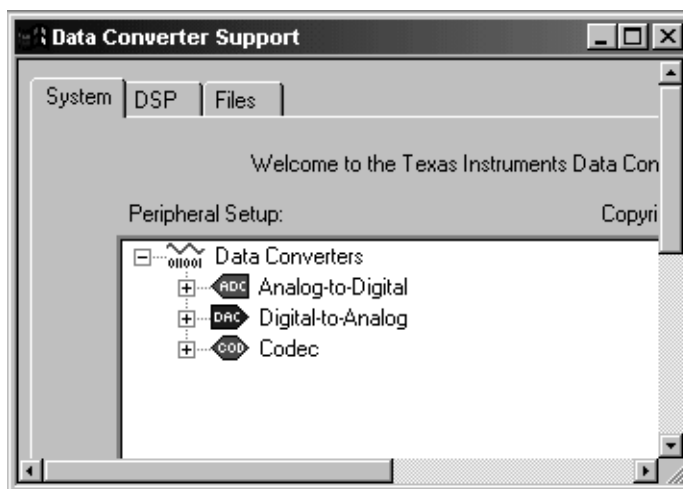 Data Converter Support
System DSP Files
Welcome to the Texas Instruments Data Con
Peripheral Setup: Copyri
011001 Data Converters
ADC Analog-to-Digital
DAC Digital-to-Analog
COD Codec